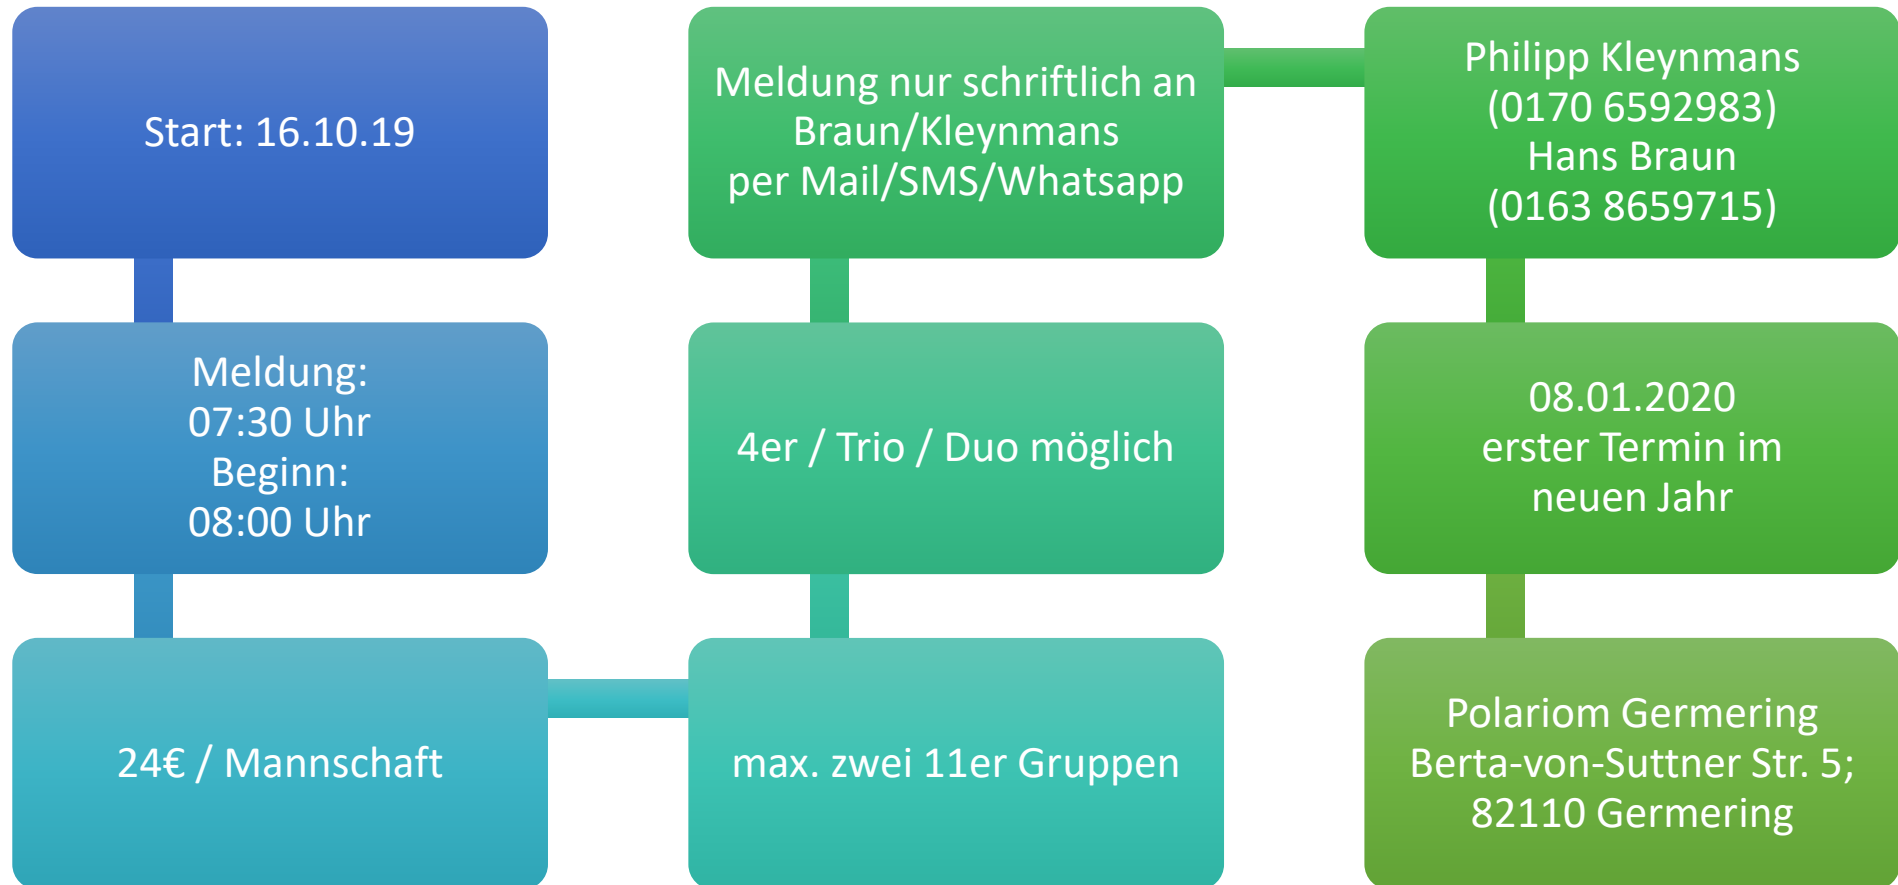 Start: 16.10.19
Meldung:
07:30 Uhr
Beginn:
08:00 Uhr
24€ / Mannschaft
max. zwei 11er Gruppen
4er / Trio / Duo möglich
Meldung nur schriftlich an
Braun/Kleynmans
per Mail/SMS/Whatsapp
Philipp Kleynmans
(0170 6592983)
Hans Braun
(0163 8659715)
08.01.2020
erster Termin im
neuen Jahr
Polariom Germering
Berta-von-Suttner Str. 5;
82110 Germering